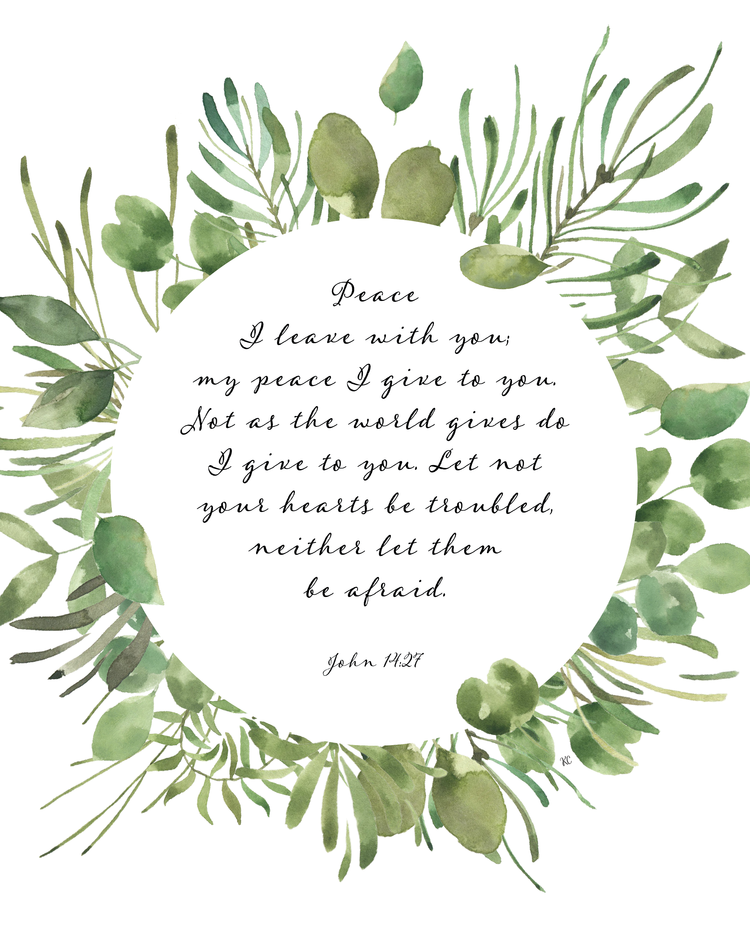 Peace
I leave with you;
my peace I give to you.
Not as the world gives do
I give to you. Let not
your hearts be troubled,
neither let them
be afraid.
John 14:27
KC